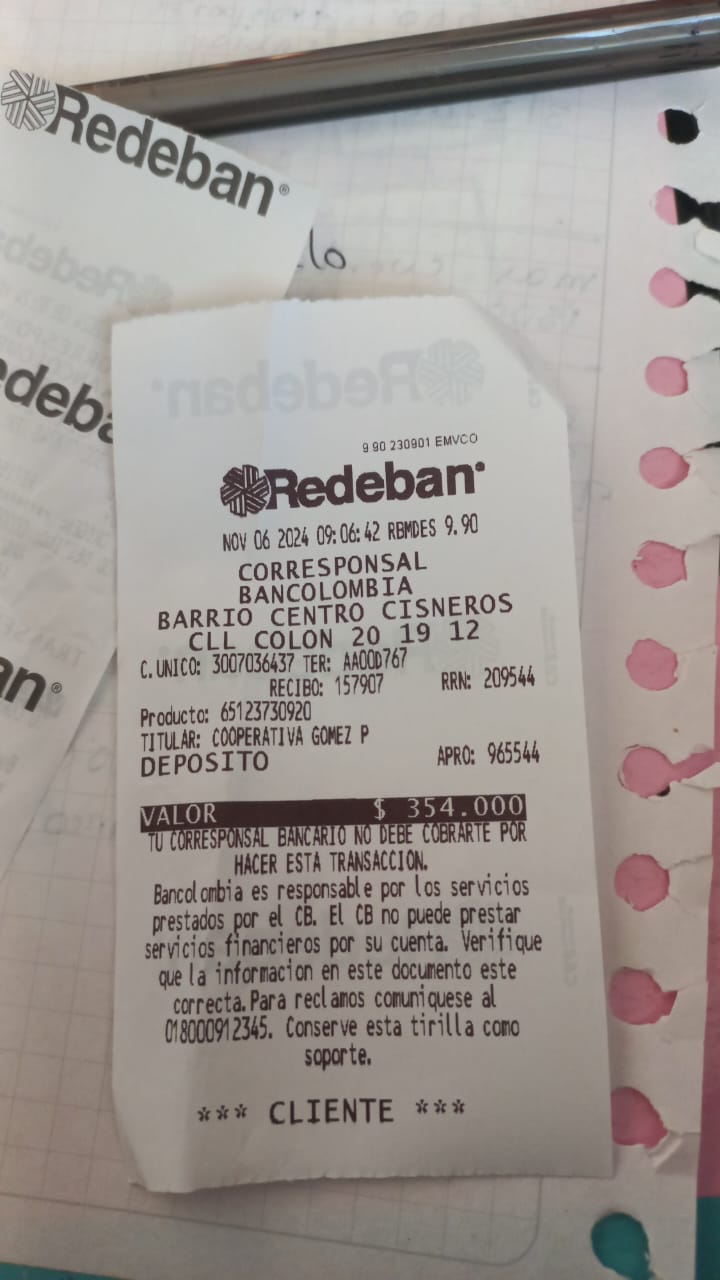 Redeban®
lo
9 90 230901 EMVCO
Redeban®
NOV 06 2024 09:06:42 RBMDES 9.90
CORRESPONSAL
BANCOLOMBIA
BARRIO CENTRO CISNEROS
CLL COLON 20 19 12
C.UNICO: 3007036437 TER: AA00D767
RECIBO: 157907 RRN: 209544
Producto: 65123730920
TITULAR: COOPERATIVA GOMEZ P
DEPOSITO APRO: 965544
VALOR $ 354.000
TU CORRESPONSAL BANCARIO NO DEBE COBRARTE POR
HACER ESTA TRANSACCION.
Bancolombia es responsable por los servicios
prestados por el CB. El CB no puede prestar
servicios financieros por su cuenta. Verifique
que la informacion en este documento este
correcta.Para reclamos comuniquese al
018000912345. Conserve esta tirilla como
soporte.
*** CLIENTE ***